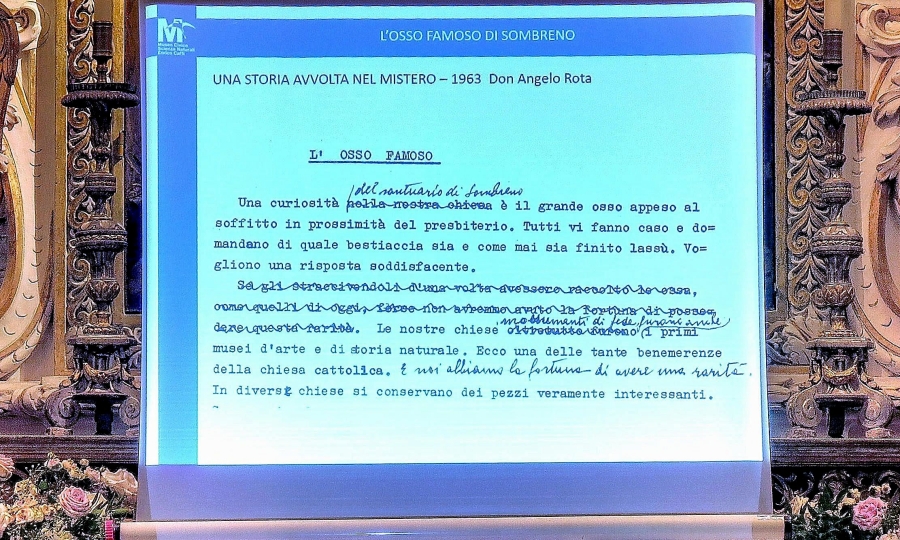 Museo Civico
Scienze Naturali
Enrico Caffi
L'OSSO FAMOSO DI SOMBRENO
UNA STORIA AVVOLTA NEL MISTERO – 1963 Don Angelo Rota
L' OSSO FAMOSO
del santuario di Sombreno
Una curiosità nella nostra chiesa è il grande osso appeso al
soffitto in prossimità del presbiterio. Tutti vi fanno caso e do=
mandano di quale bestiaccia sia e come mai sia finito lassù. Vo=
gliono una risposta soddisfacente.
Se gli straccivendoli d'una volta avessero raccolto le ossa,
come quelli di oggi, forse non avremmo avuto la fortuna di posse=
dere questa rarità. Le nostre chiese oltretutto furono i primi
di fede, furono anche
musei d'arte e di storia naturale. Ecco una delle tante benemerenze
della chiesa cattolica. E noi abbiamo la fortuna di avere una rarità.
In diverse chiese si conservano dei pezzi veramente interessanti.